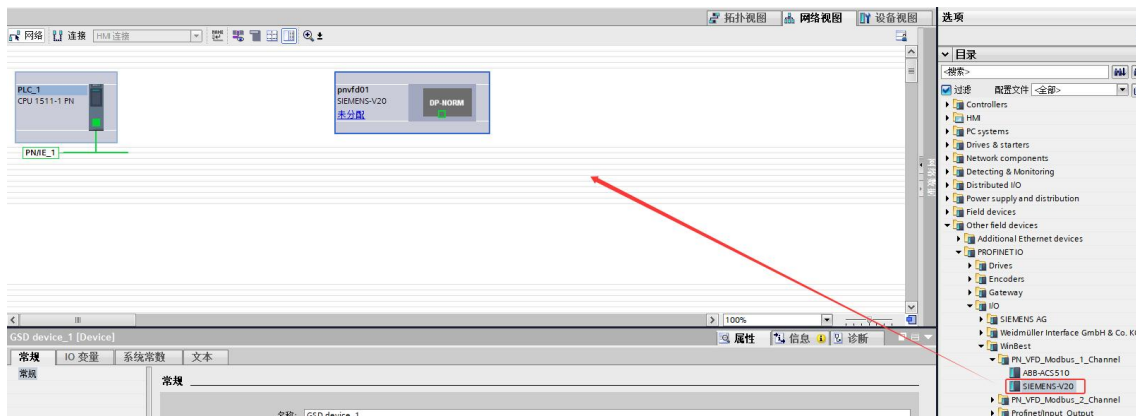 拓扑视图
网络视图
设备视图
选项
网络
连接
HMI 连接
目录
<搜索>
过滤
配置文件
<全部>
PLC_1
CPU 1511-1 PN
pnvfd01
SIEMENS-V20
未分配
DP-NORM
PN/IE_1
Controllers
HMI
PC systems
Drives & starters
Network components
Detecting & Monitoring
Distributed I/O
Power supply and distribution
Field devices
Other field devices
Additional Ethernet devices
PROFINET IO
Drives
Encoders
Gateway
I/O
SIEMENS AG
Weidmüller Interface GmbH & Co. KG
WinBest
PN_VFD_Modbus_1_Channel
ABB-ACS510
SIEMENS-V20
PN_VFD_Modbus_2_Channel
Profinet/Input_Output
100%
GSD device_1 [Device]
属性
信息
诊断
常规
IO 变量
系统常数
文本
常规
常规
名称:
GSD device_1